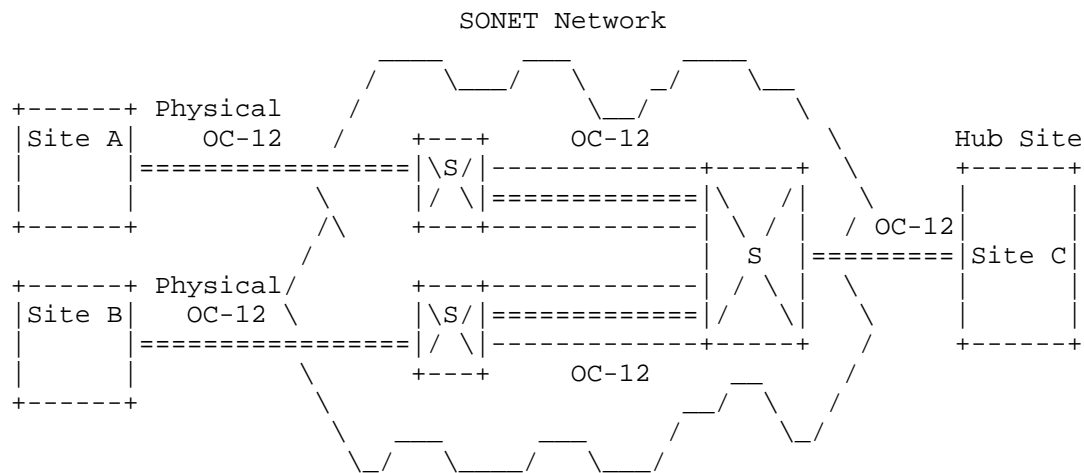 SONET Network
Physical
Site A OC-12 OC-12 Hub Site
S
OC-12
S Site C
Physical
Site B OC-12 S
OC-12